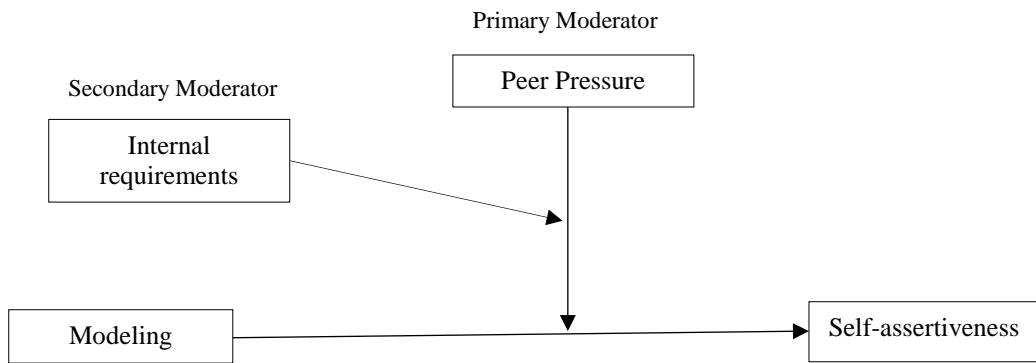 Primary Moderator
Peer Pressure
Secondary Moderator
Internal
requirements
Modeling
Self-assertiveness